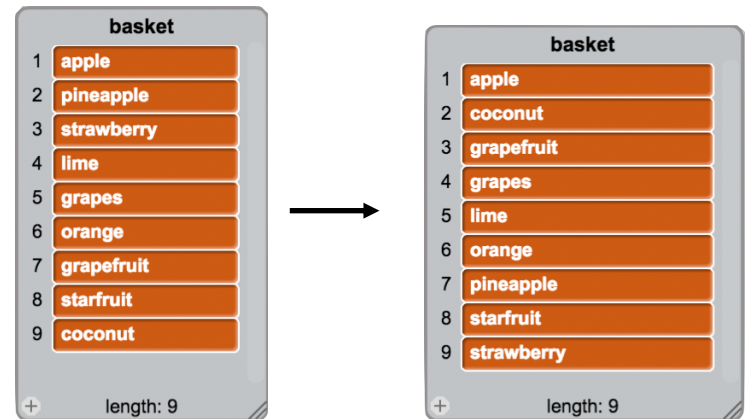 basket
1 apple
2 pineapple
3 strawberry
4 lime
5 grapes
6 orange
7 grapefruit
8 starfruit
9 coconut
+ length: 9
basket
1 apple
2 coconut
3 grapefruit
4 grapes
5 lime
6 orange
7 pineapple
8 starfruit
9 strawberry
+ length: 9